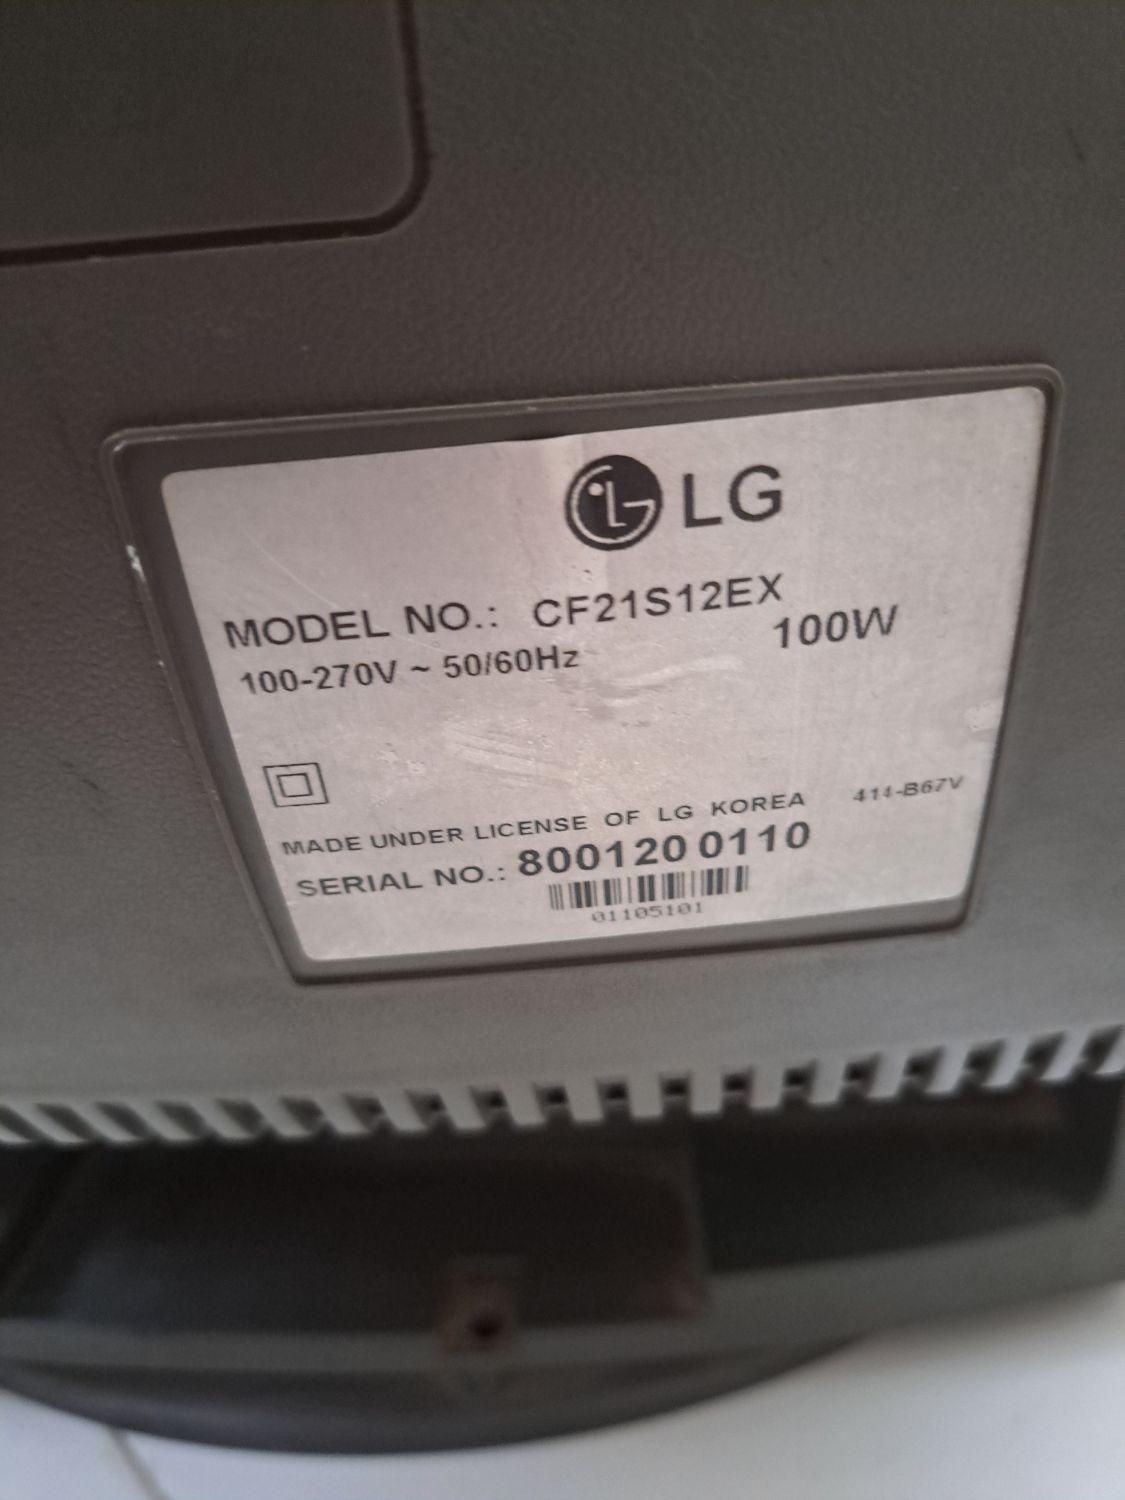 LG
MODEL NO.: CF21S12EX
100-270V ~ 50/60Hz 100W
MADE UNDER LICENSE OF LG KOREA 414-B67V
SERIAL NO.: 8001200110
01105101